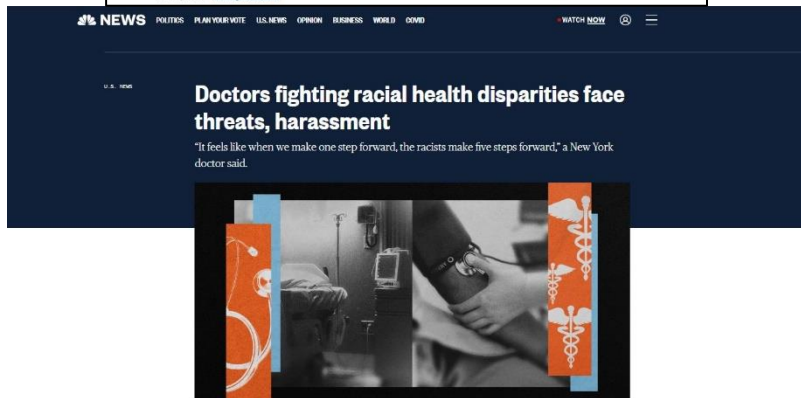 NEWS POLITICS PLAN YOUR VOTE U.S. NEWS OPINION BUSINESS WORLD COVID WATCH NOW
U.S. NEWS
Doctors fighting racial health disparities face
threats, harassment
“It feels like when we make one step forward, the racists make five steps forward,” a New York
doctor said.